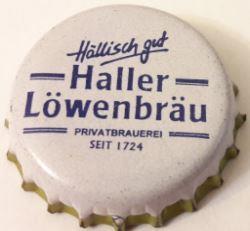 Hällisch gut
Haller
Löwenbräu
PRIVATBRAUEREI
SEIT 1724